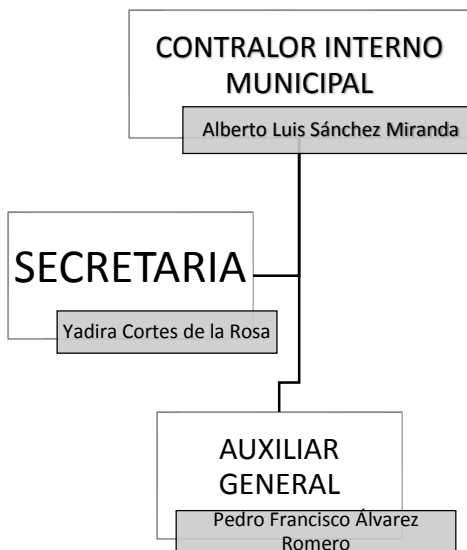 CONTRALOR INTERNO
MUNICIPAL
Alberto Luis Sánchez Miranda
SECRETARIA
Yadira Cortes de la Rosa
AUXILIAR
GENERAL
Pedro Francisco Álvarez
Romero